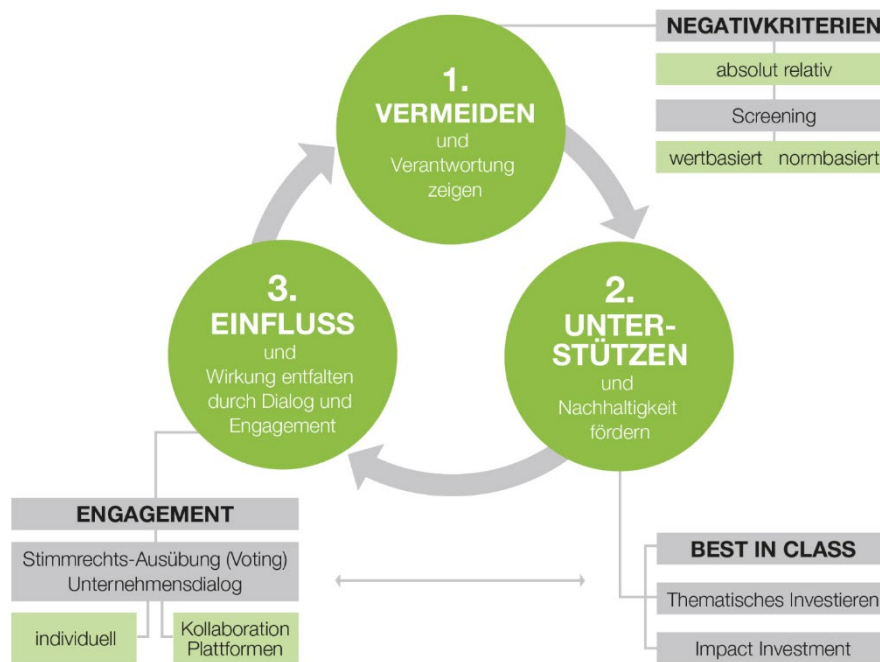 1.
VERMEIDEN
und
Verantwortung
zeigen
NEGATIVKRITERIEN
absolut relativ
Screening
wertbasiert normbasiert
2.
UNTER-
STÜTZEN
und
Nachhaltigkeit
fördern
BEST IN CLASS
Thematisches Investieren
Impact Investment
3.
EINFLUSS
und
Wirkung entfalten
durch Dialog und
Engagement
ENGAGEMENT
Stimmrechts-Ausübung (Voting)
Unternehmensdialog
individuell
Kollaboration
Plattformen